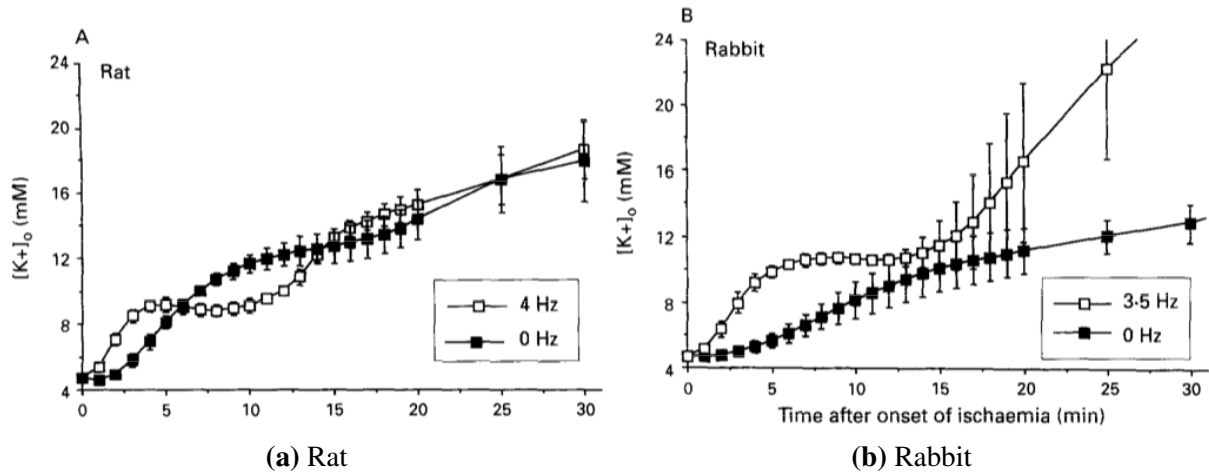 A
Rat
24
20
16
12
8
4
[K+]o (mM)
4 Hz
0 Hz
0 5 10 15 20 25 30
(a) Rat
B
Rabbit
24
20
16
12
8
4
[K+]o (mM)
3·5 Hz
0 Hz
0 5 10 15 20 25 30
Time after onset of ischaemia (min)
(b) Rabbit